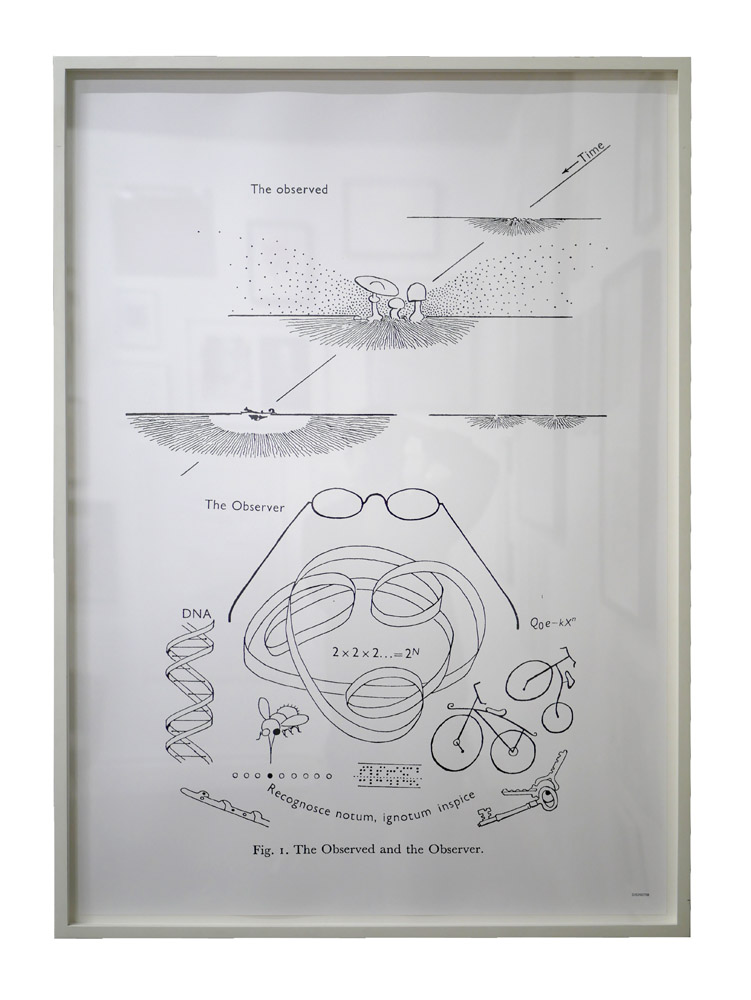 Time
The observed
The Observer
DNA
Q0e-kXn
2×2×2...=2N
Recognosce notum, ignotum inspice
Fig. 1. The Observed and the Observer.